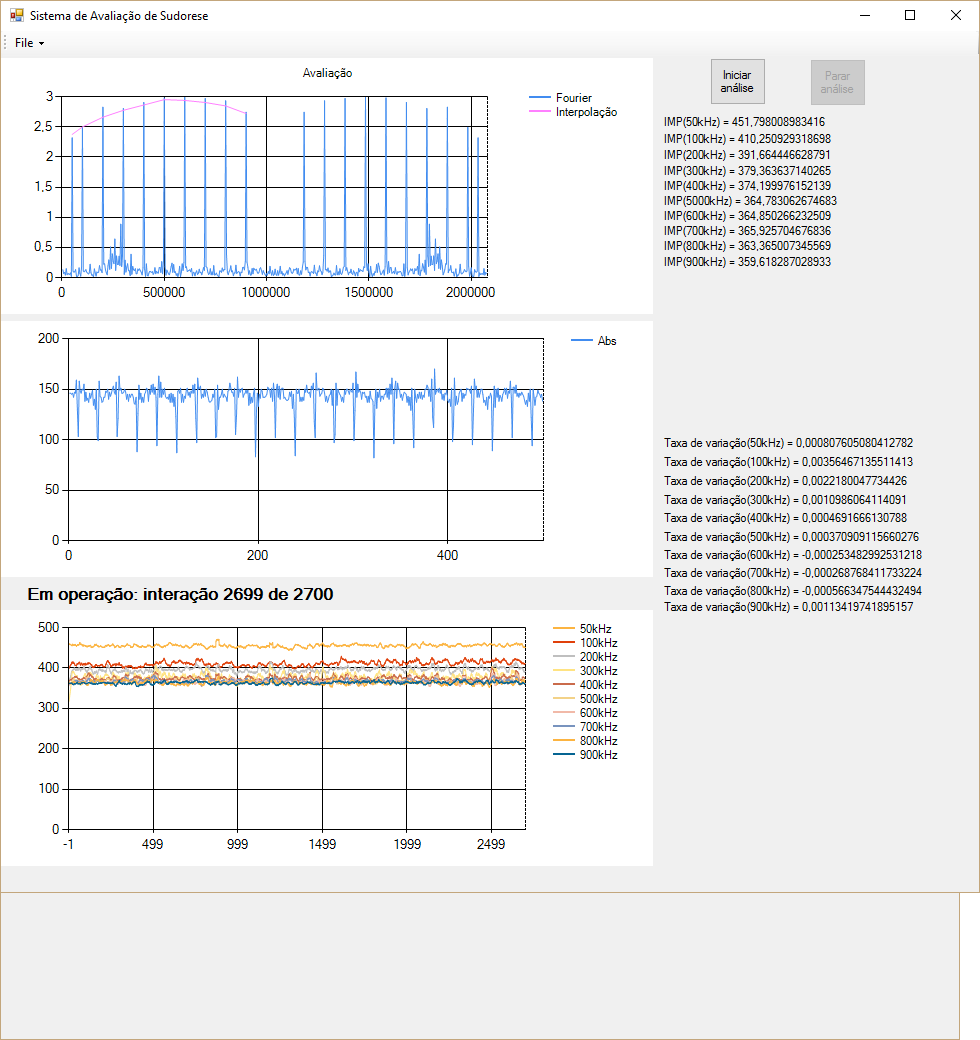 Sistema de Avaliação de Sudorese
File
Avaliação
3
2,5
2
1,5
1
0,5
0
0 500000 1000000 1500000 2000000
Fourier
Interpolação
Iniciar
análise
Parar
análise
IMP(50kHz) = 451,798008983416
IMP(100kHz) = 410,250929318698
IMP(200kHz) = 391,664446628791
IMP(300kHz) = 379,363637140265
IMP(400kHz) = 374,199976152139
IMP(5000kHz) = 364,783062674683
IMP(600kHz) = 364,850266232509
IMP(700kHz) = 365,925704676836
IMP(800kHz) = 363,365007345569
IMP(900kHz) = 359,618287028933
200
150
100
50
0
0 200 400
Abs
Taxa de variação(50kHz) = 0,000807605080412782
Taxa de variação(100kHz) = 0,00356467135511413
Taxa de variação(200kHz) = 0,0022180047734426
Taxa de variação(300kHz) = 0,0010986064114091
Taxa de variação(400kHz) = 0,0004691666130788
Taxa de variação(500kHz) = 0,000370909115660276
Taxa de variação(600kHz) = -0,000253482992531218
Taxa de variação(700kHz) = -0,000268768411733224
Taxa de variação(800kHz) = -0,000566347544432494
Taxa de variação(900kHz) = 0,00113419741895157
Em operação: interação 2699 de 2700
500
400
300
200
100
0
-1 499 999 1499 1999 2499
50kHz
100kHz
200kHz
300kHz
400kHz
500kHz
600kHz
700kHz
800kHz
900kHz